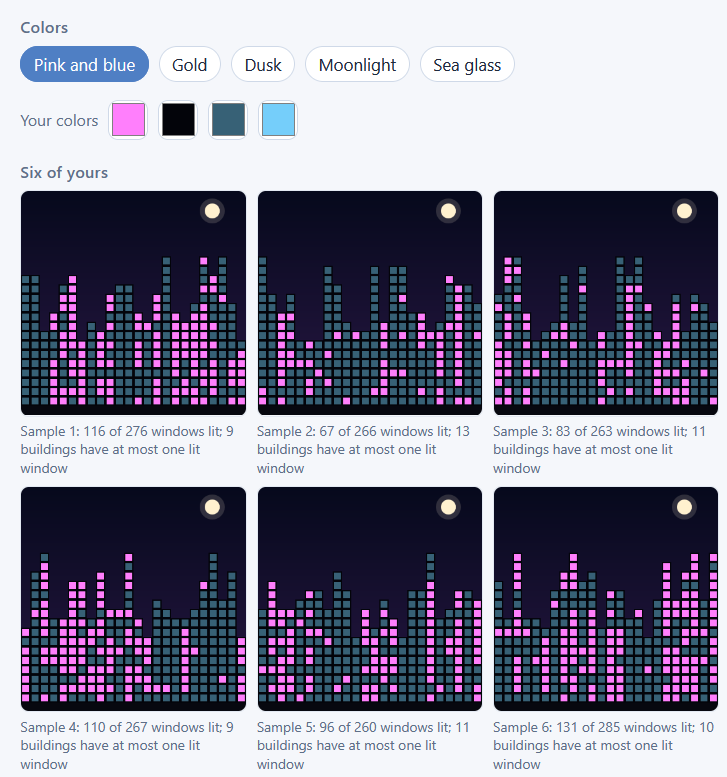 Colors
Pink and blue Gold Dusk Moonlight Sea glass
Your colors
Six of yours
Sample 1: 116 of 276 windows lit; 9
buildings have at most one lit
window
Sample 2: 67 of 266 windows lit; 13
buildings have at most one lit
window
Sample 3: 83 of 263 windows lit; 11
buildings have at most one lit
window
Sample 4: 110 of 267 windows lit; 9
buildings have at most one lit
window
Sample 5: 96 of 260 windows lit; 11
buildings have at most one lit
window
Sample 6: 131 of 285 windows lit; 10
buildings have at most one lit
window